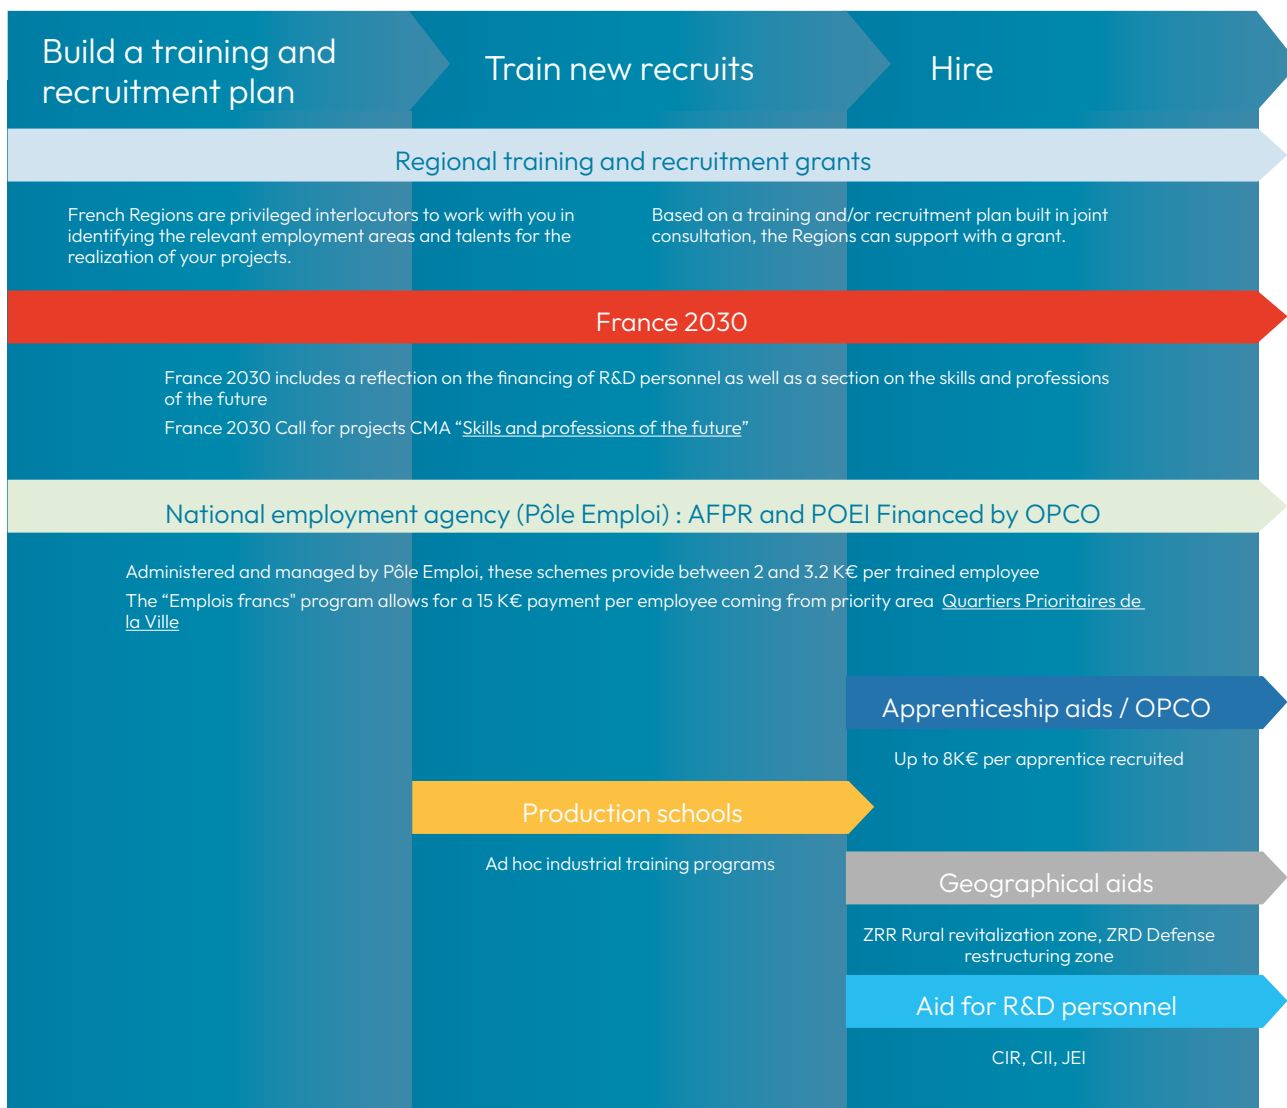 Build a training and
recruitment plan
Train new recruits
Hire
Regional training and recruitment grants
French Regions are privileged interlocutors to work with you in
identifying the relevant employment areas and talents for the
realization of your projects.
Based on a training and/or recruitment plan built in joint
consultation, the Regions can support with a grant.
France 2030
France 2030 includes a reflection on the financing of R&D personnel as well as a section on the skills and professions
of the future
France 2030 Call for projects CMA “Skills and professions of the future”
National employment agency (Pôle Emploi) : AFPR and POEI Financed by OPCO
Administered and managed by Pôle Emploi, these schemes provide between 2 and 3.2 K€ per trained employee
The “Emplois francs" program allows for a 15 K€ payment per employee coming from priority area Quartiers Prioritaires de
la Ville
Apprenticeship aids / OPCO
Up to 8K€ per apprentice recruited
Production schools
Ad hoc industrial training programs
Geographical aids
ZRR Rural revitalization zone, ZRD Defense
restructuring zone
Aid for R&D personnel
CIR, CII, JEI